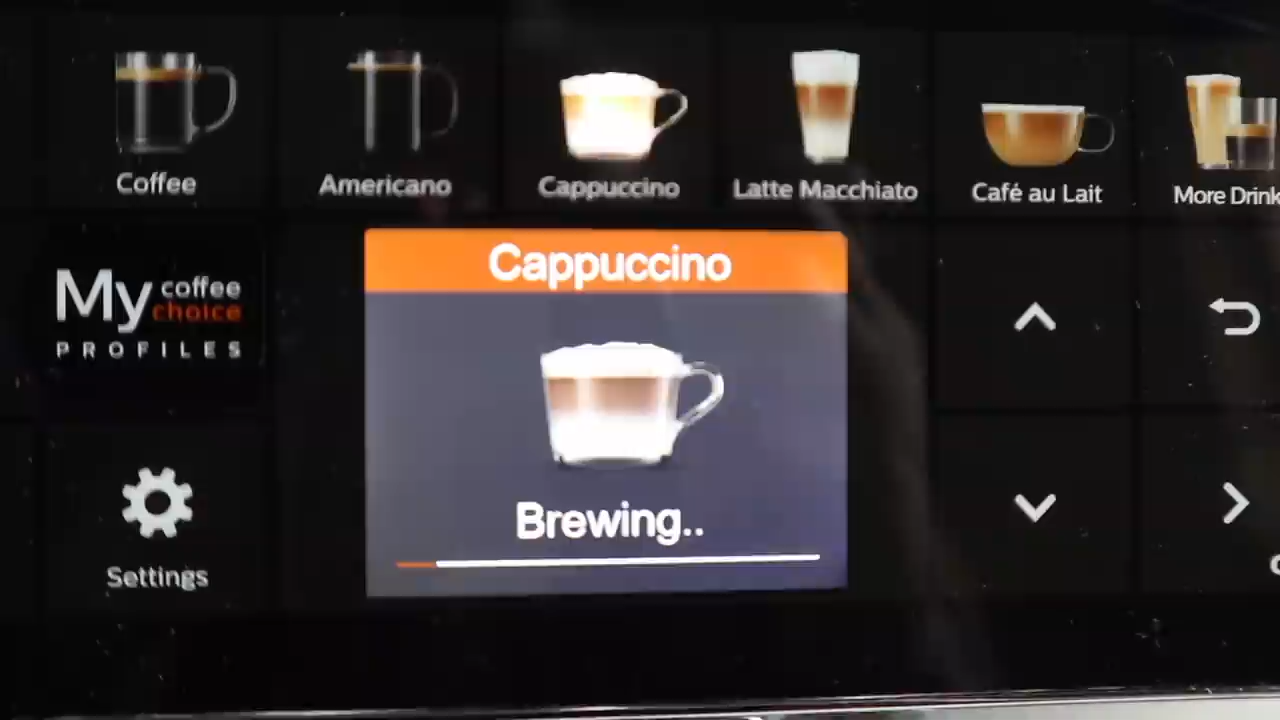 Coffee
Americano
Cappuccino
Latte Macchiato
Café au Lait
More Drink
My coffee
choice
PROFILES
Cappuccino
Brewing..
Settings